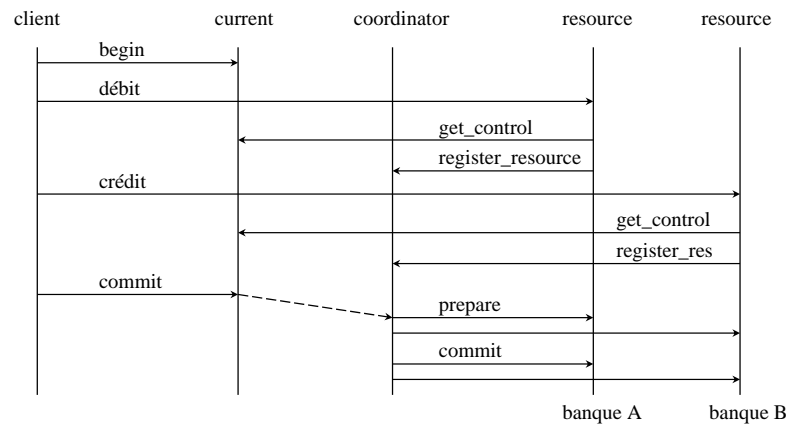 client current coordinator resource resource
begin
débit
get_control
register_resource
crédit
get_control
register_res
commit
prepare
commit
banque A banque B